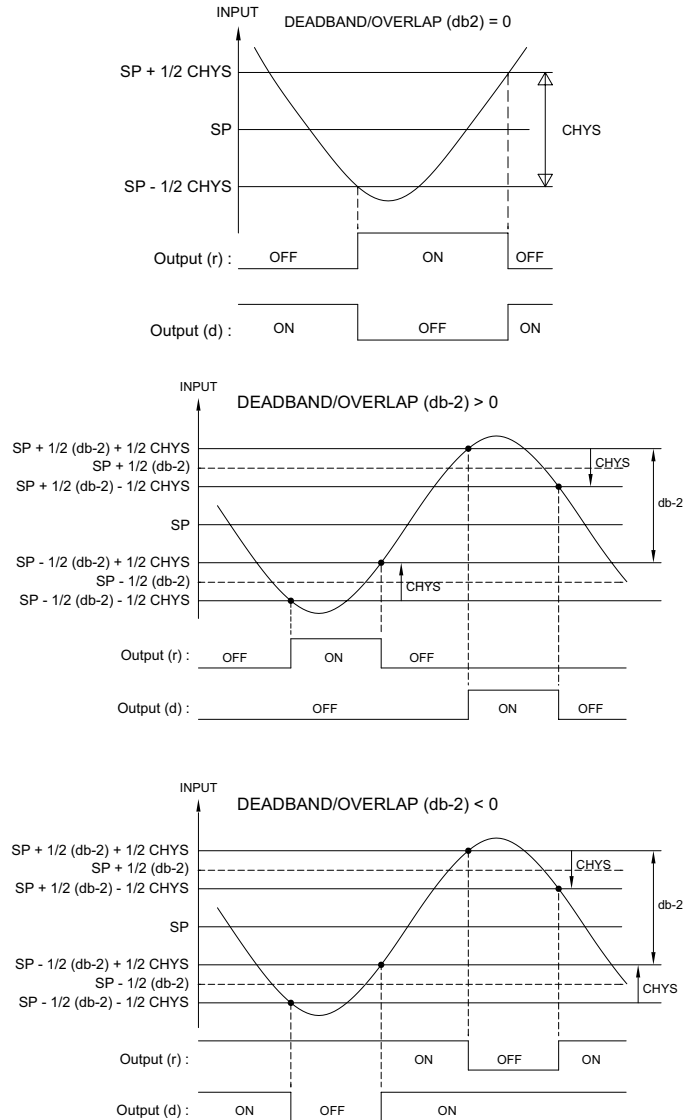 INPUT
DEADBAND/OVERLAP (db2) = 0
SP + 1/2 CHYS
CHYS
SP
SP - 1/2 CHYS
Output (r) : OFF ON OFF
Output (d) : ON OFF ON
INPUT
DEADBAND/OVERLAP (db-2) > 0
SP + 1/2 (db-2) + 1/2 CHYS
SP + 1/2 (db-2)
CHYS
SP + 1/2 (db-2) - 1/2 CHYS
db-2
SP
SP - 1/2 (db-2) + 1/2 CHYS
SP - 1/2 (db-2)
CHYS
SP - 1/2 (db-2) - 1/2 CHYS
Output (r) : OFF ON OFF
Output (d) : OFF ON OFF
INPUT
DEADBAND/OVERLAP (db-2) < 0
SP + 1/2 (db-2) + 1/2 CHYS
SP + 1/2 (db-2)
CHYS
SP + 1/2 (db-2) - 1/2 CHYS
db-2
SP
SP - 1/2 (db-2) + 1/2 CHYS
SP - 1/2 (db-2)
CHYS
SP - 1/2 (db-2) - 1/2 CHYS
Output (r) : ON OFF ON
Output (d) : ON OFF ON